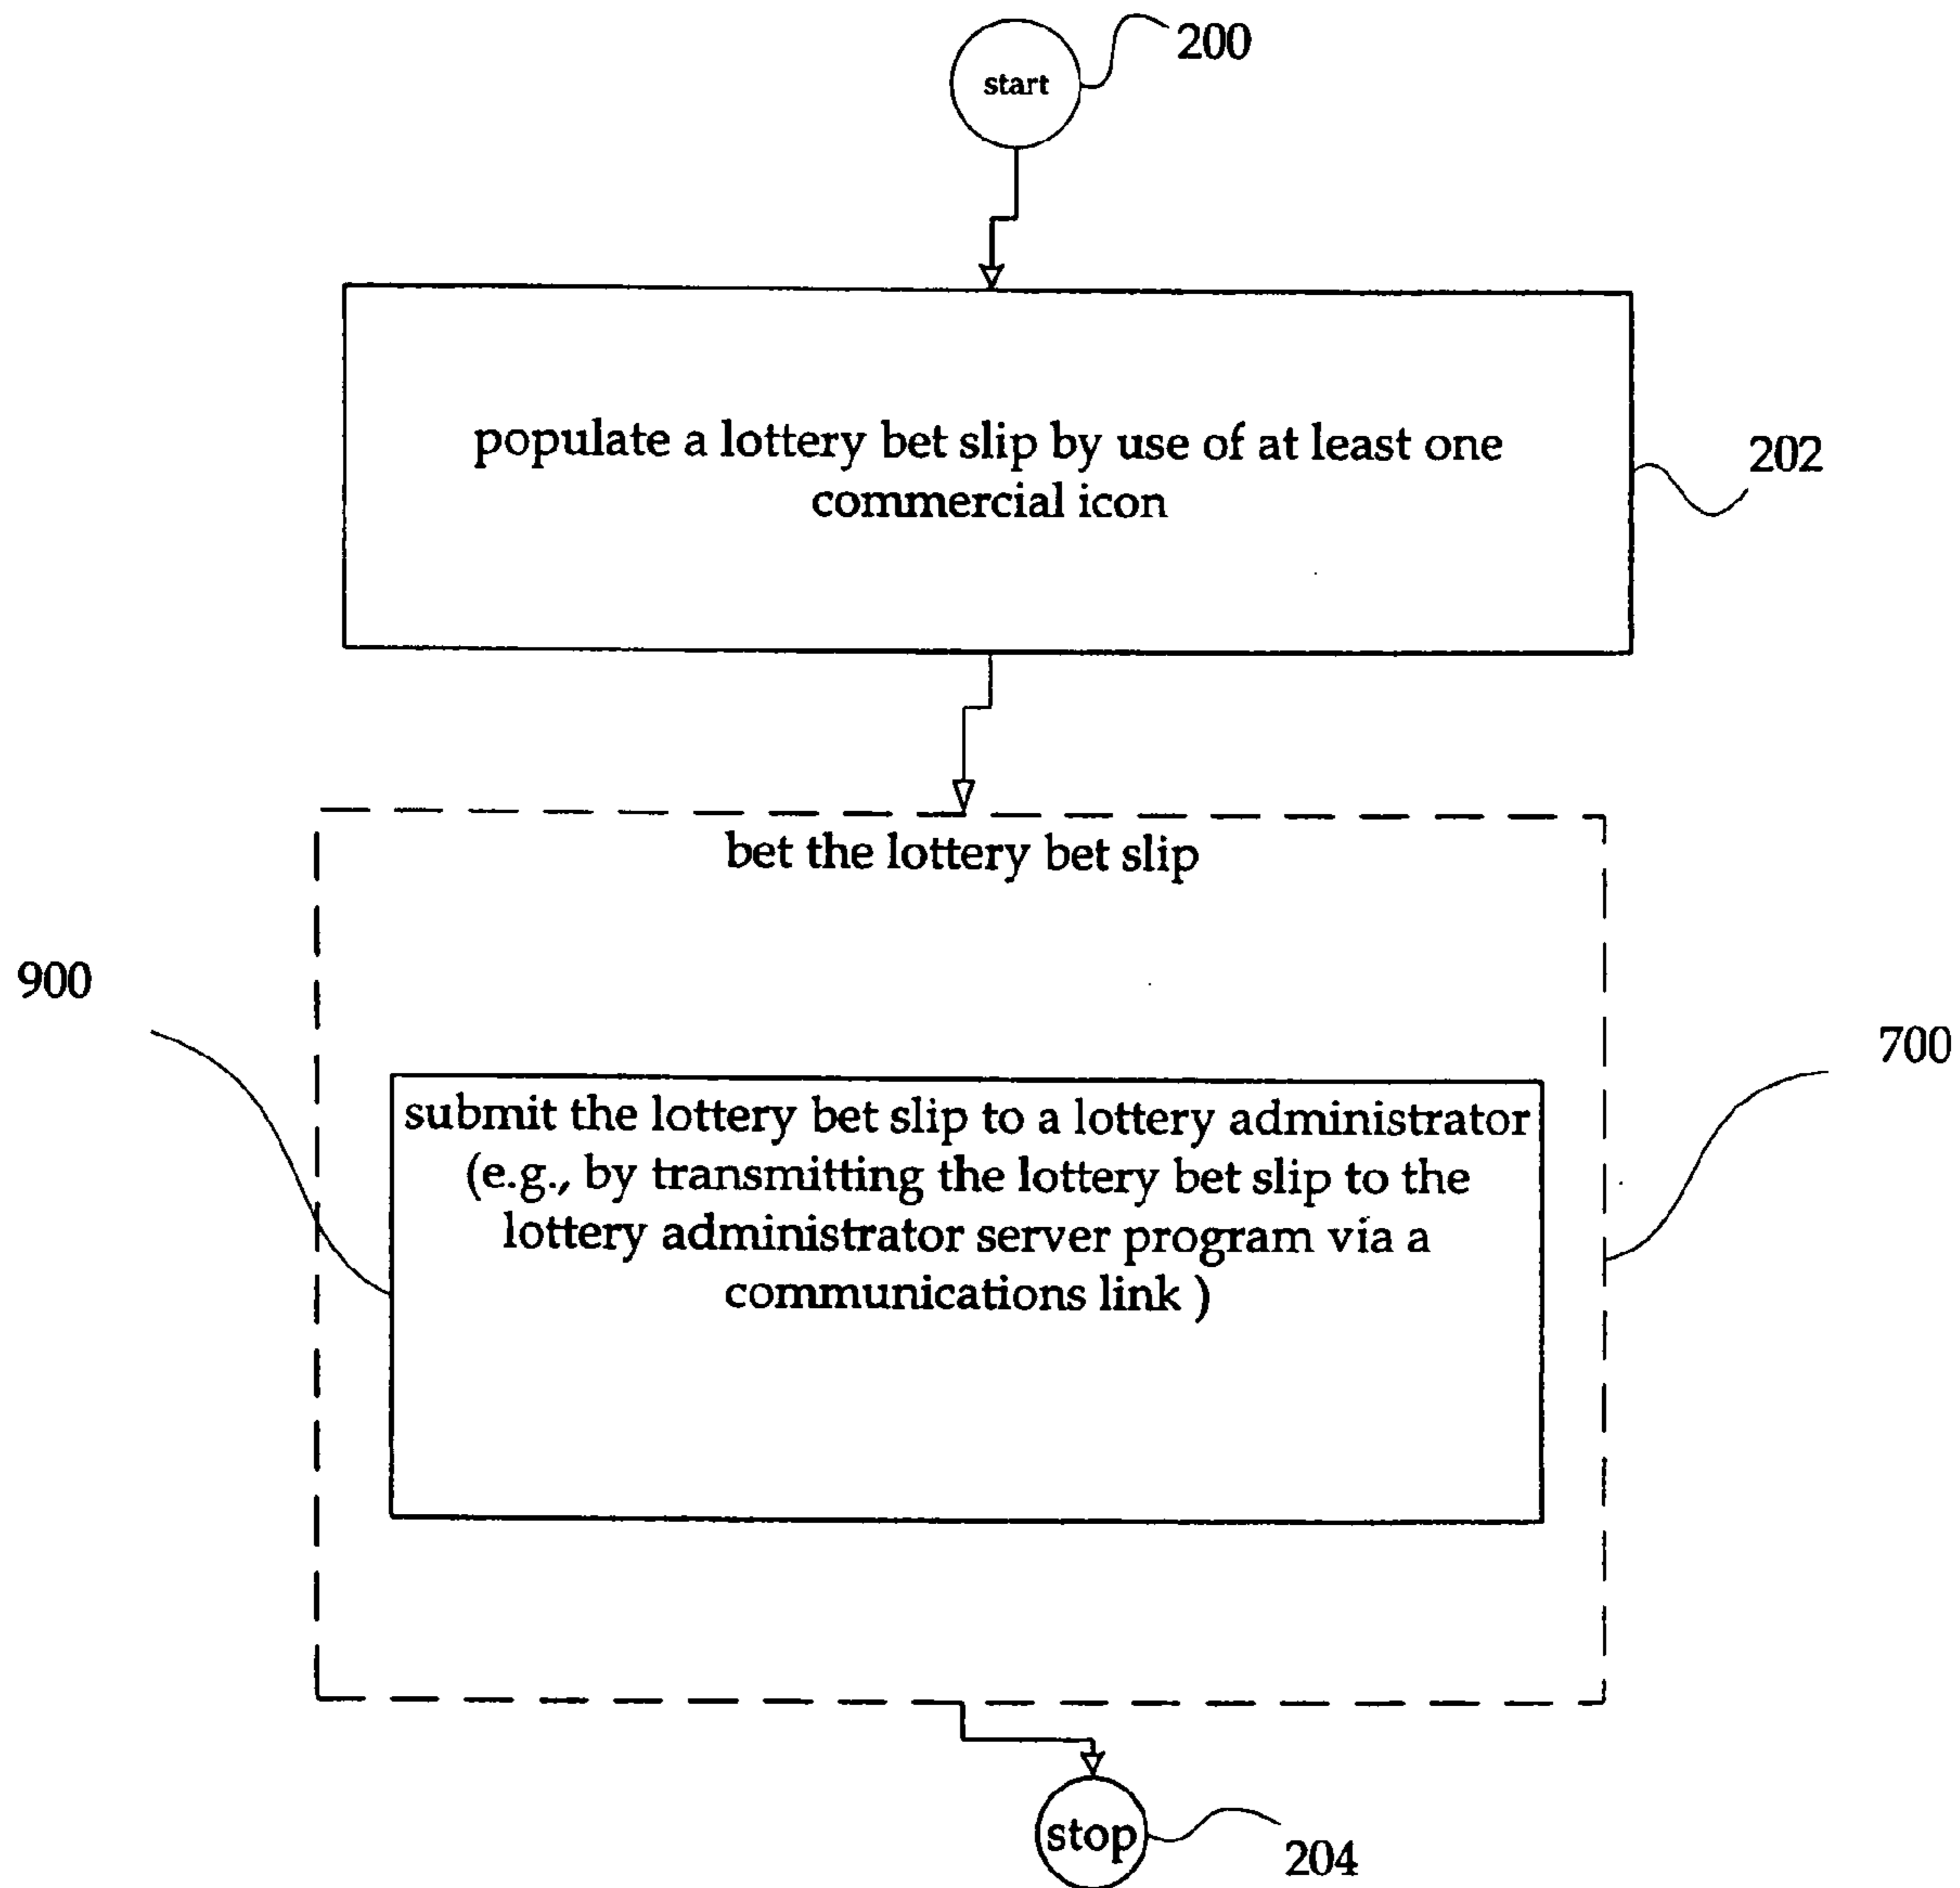 start
200
populate a lottery bet slip by use of at least one
commercial icon
202
bet the lottery bet slip
900
700
submit the lottery bet slip to a lottery administrator
(e.g., by transmitting the lottery bet slip to the
lottery administrator server program via a
communications link )
stop
204